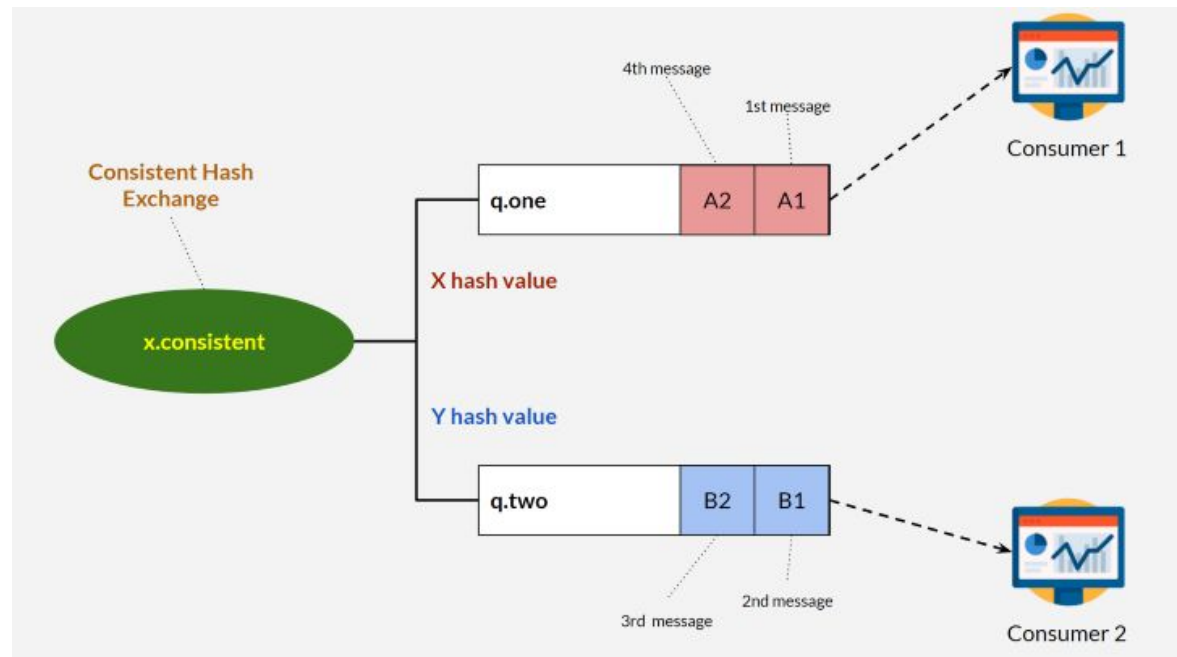 4th message
1st message
Consumer 1
Consistent Hash
Exchange
q.one
A2
A1
X hash value
x.consistent
Y hash value
q.two
B2
B1
2nd message
3rd message
Consumer 2